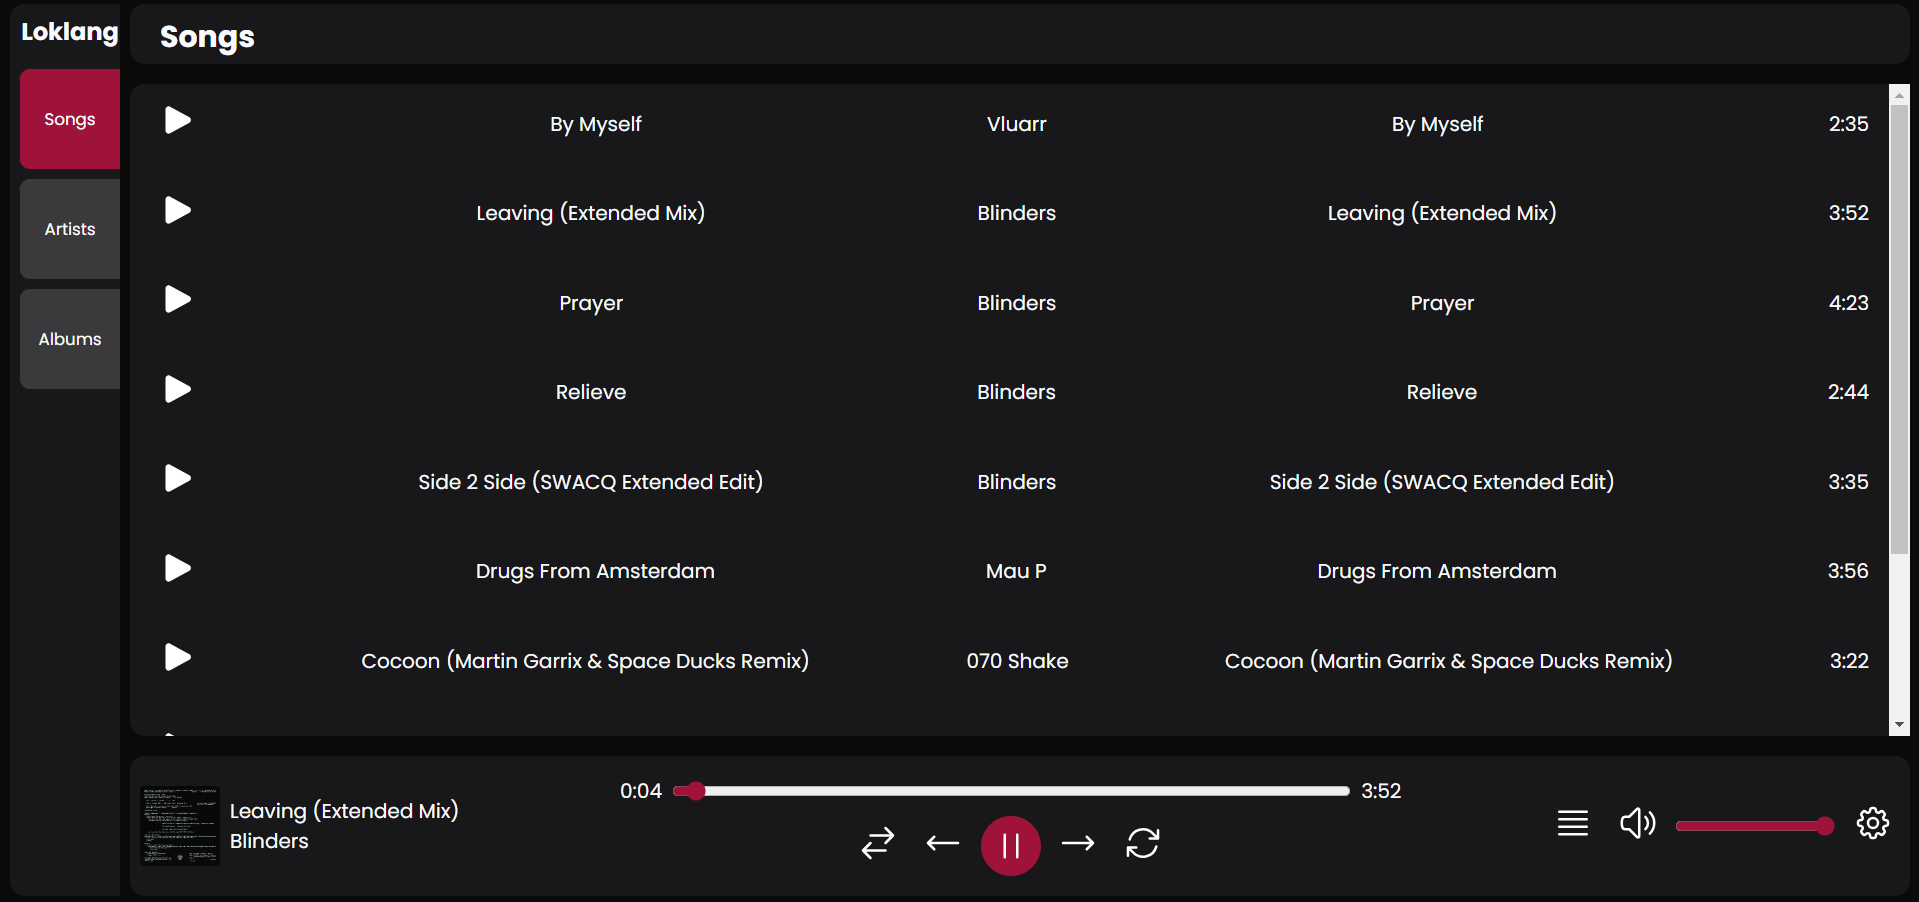 Loklang
Songs
Artists
Albums
Songs
By Myself Vluarr By Myself 2:35
Leaving (Extended Mix) Blinders Leaving (Extended Mix) 3:52
Prayer Blinders Prayer 4:23
Relieve Blinders Relieve 2:44
Side 2 Side (SWACQ Extended Edit) Blinders Side 2 Side (SWACQ Extended Edit) 3:35
Drugs From Amsterdam Mau P Drugs From Amsterdam 3:56
Cocoon (Martin Garrix & Space Ducks Remix) 070 Shake Cocoon (Martin Garrix & Space Ducks Remix) 3:22
Leaving (Extended Mix)
Blinders
0:04 3:52